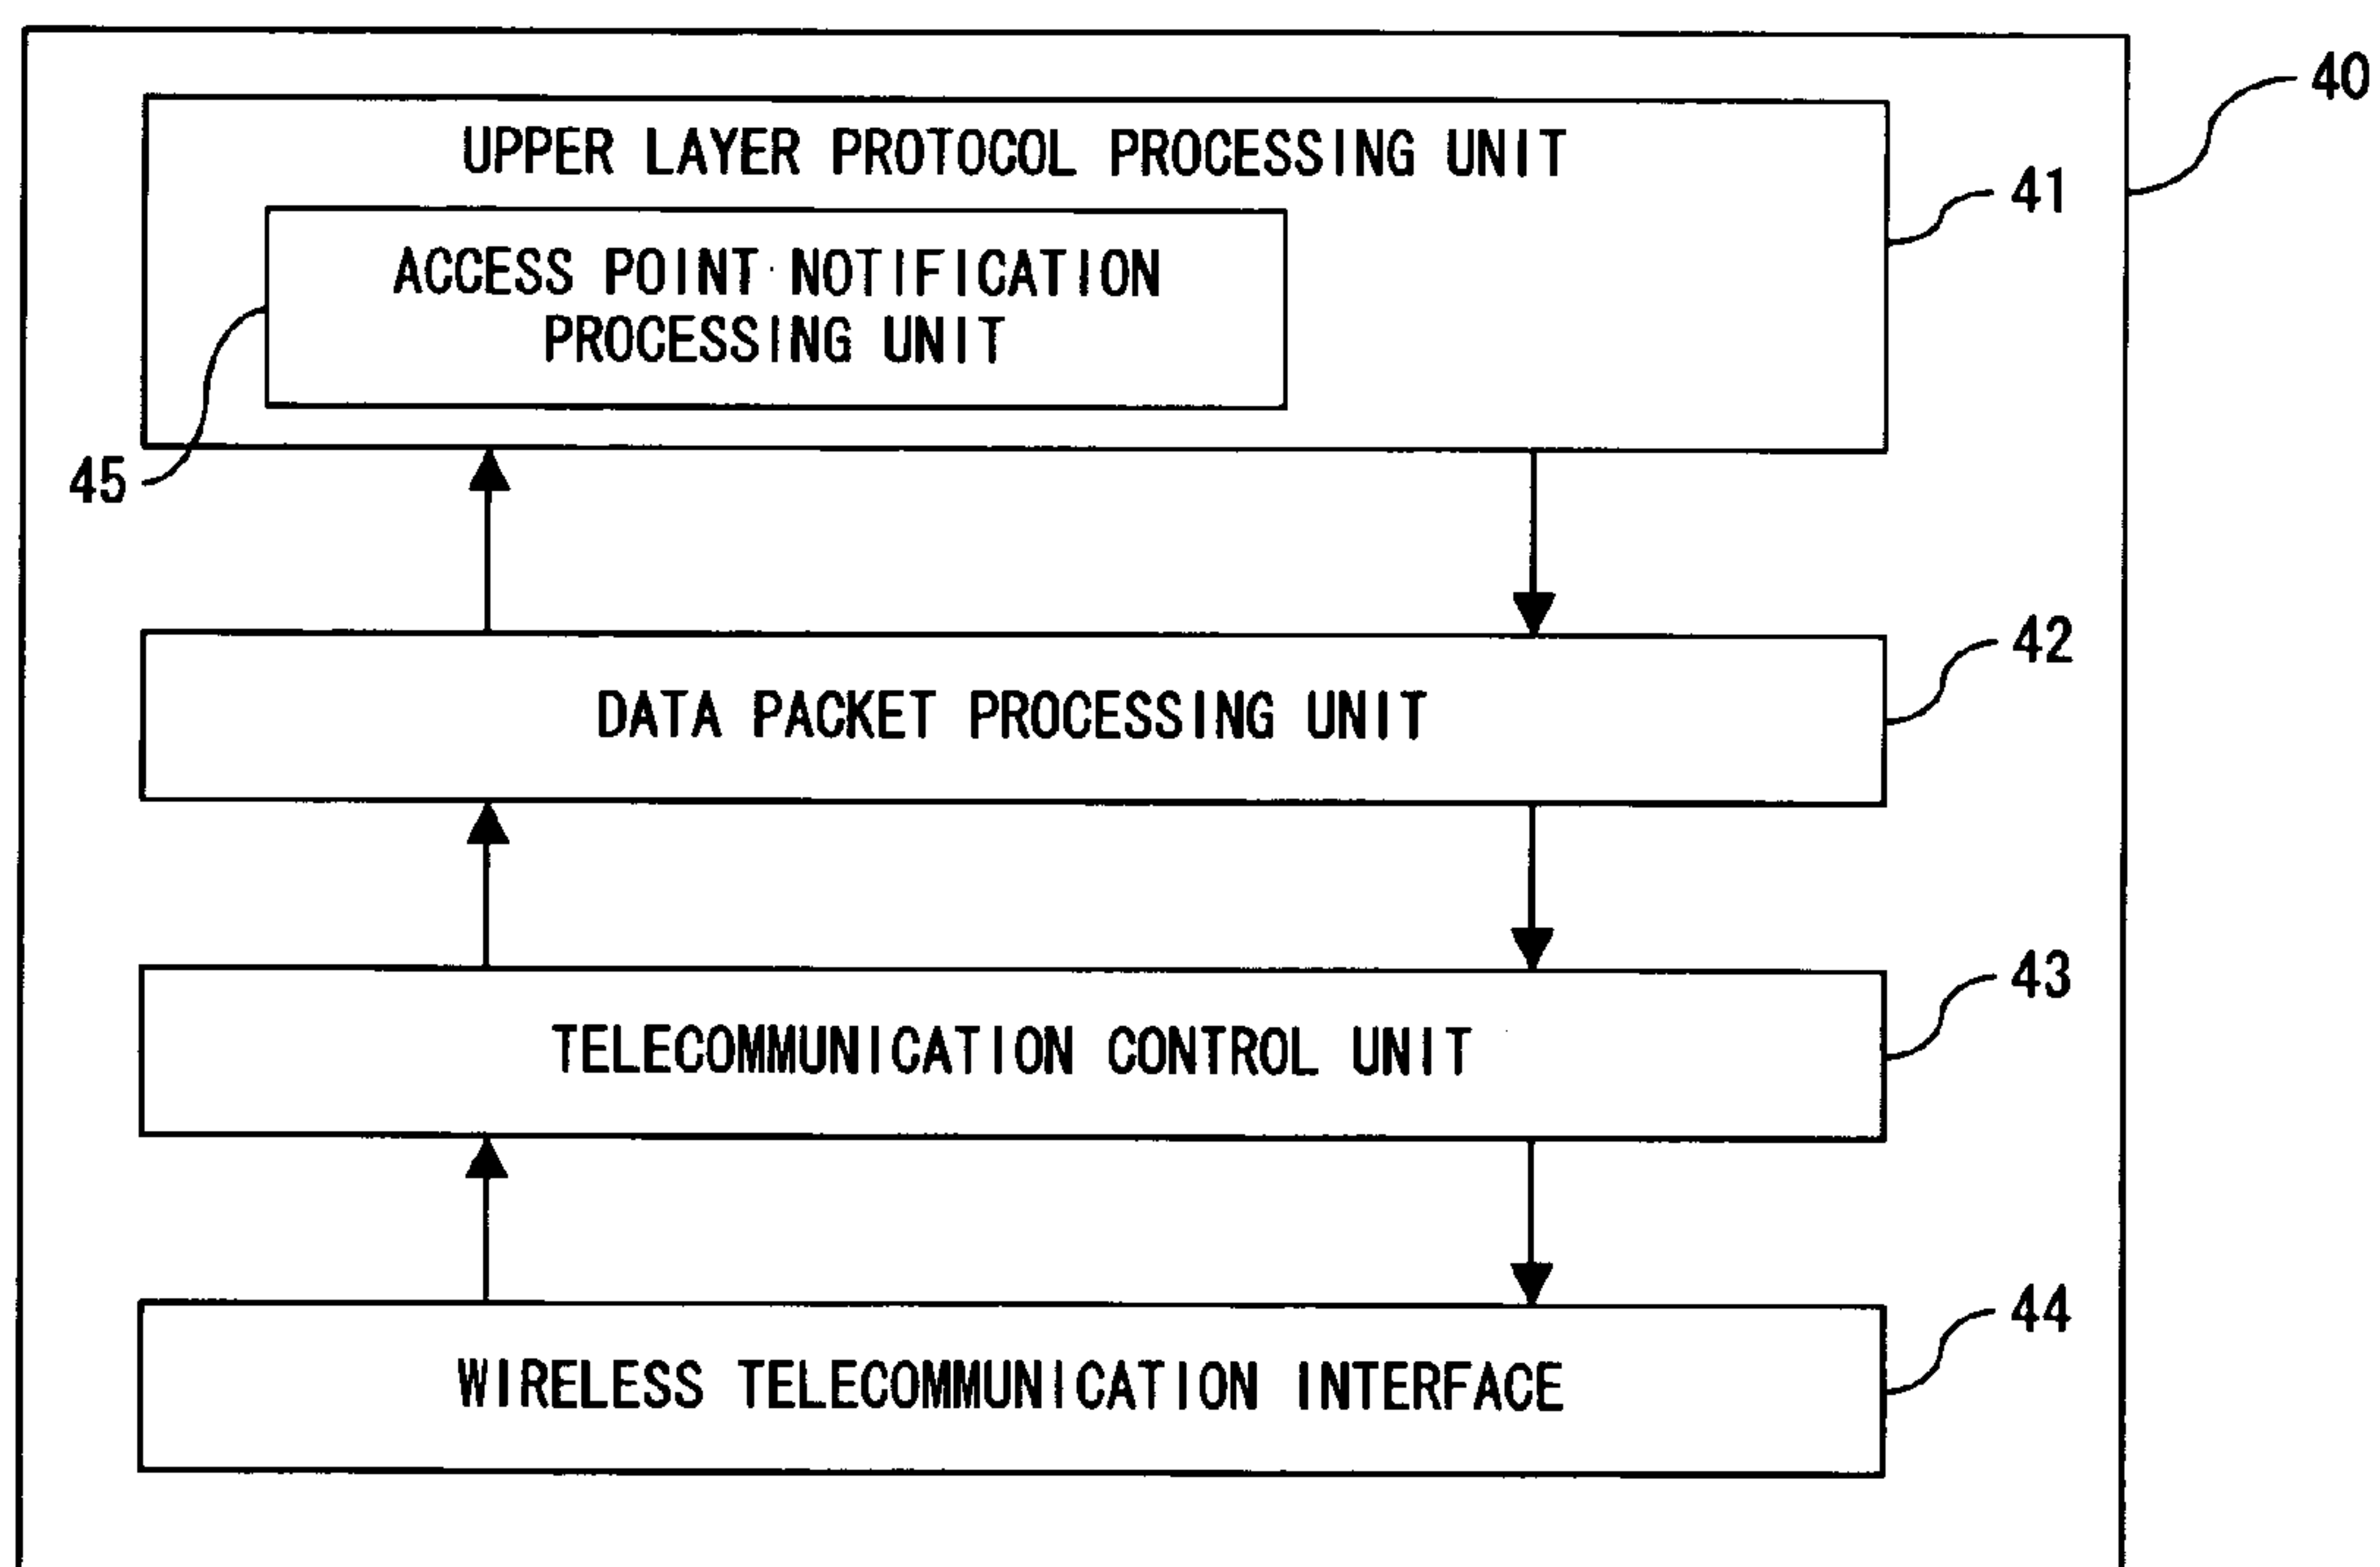 40
UPPER LAYER PROTOCOL PROCESSING UNIT
41
ACCESS POINT NOTIFICATION
PROCESSING UNIT
45
42
DATA PACKET PROCESSING UNIT
43
TELECOMMUNICATION CONTROL UNIT
44
WIRELESS TELECOMMUNICATION INTERFACE